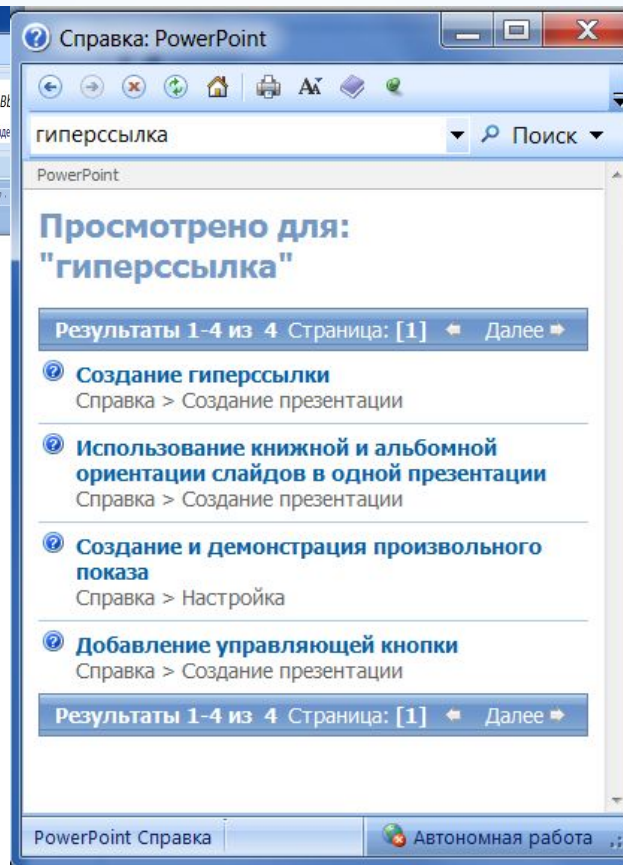 Справка: PowerPoint
гиперссылка
Поиск
PowerPoint
Просмотрено для:
"гиперссылка"
Результаты 1-4 из 4 Страница: [1] Далее
Создание гиперссылки
Справка > Создание презентации
Использование книжной и альбомной
ориентации слайдов в одной презентации
Справка > Создание презентации
Создание и демонстрация произвольного
показа
Справка > Настройка
Добавление управляющей кнопки
Справка > Создание презентации
Результаты 1-4 из 4 Страница: [1] Далее
PowerPoint Справка
Автономная работа